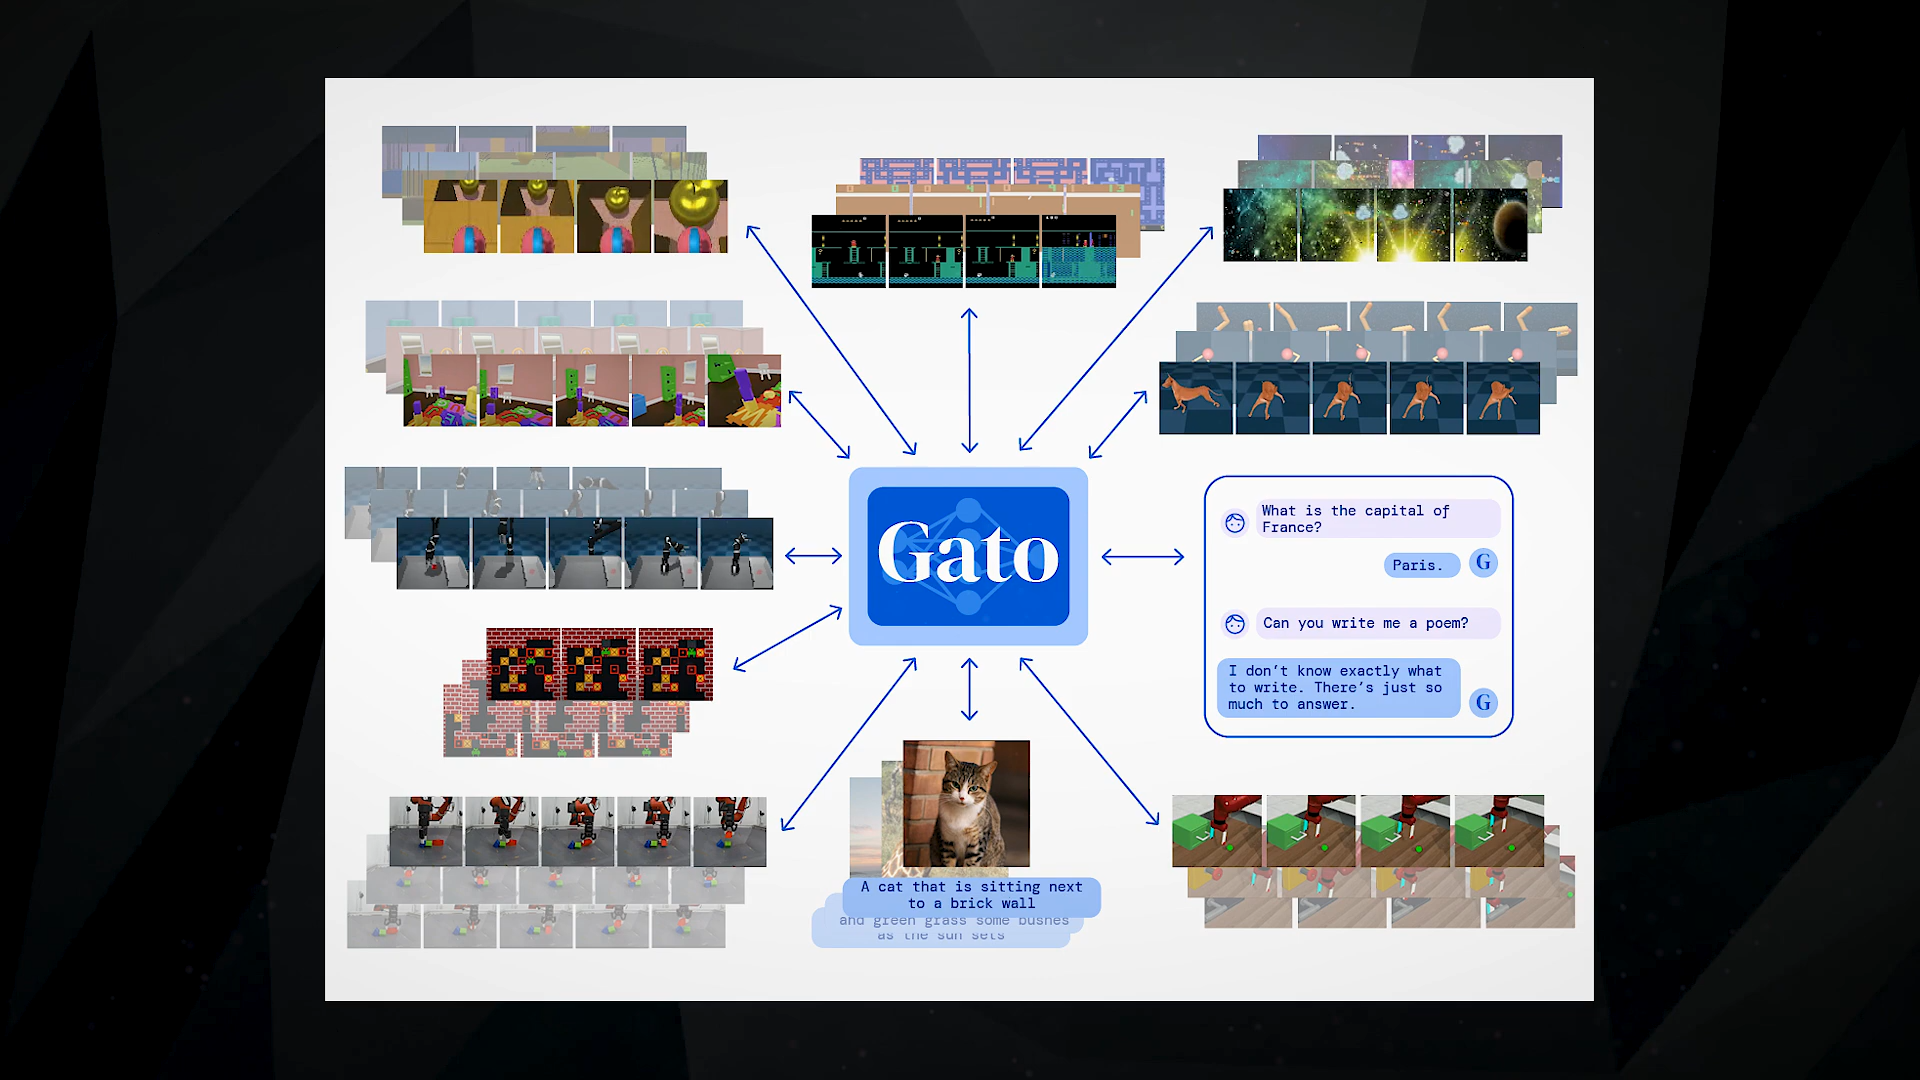 Gato
What is the capital of
France?
Paris.
G
Can you write me a poem?
I don't know exactly what
to write. There's just so
much to answer.
G
A cat that is sitting next
to a brick wall
and green grass some bushes
as the sun sets